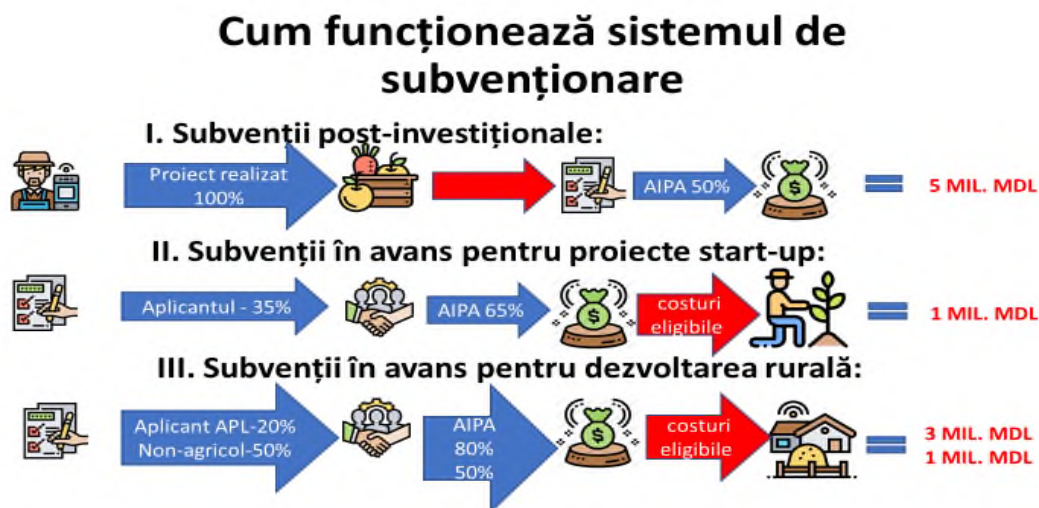 Cum funcționează sistemul de
subvenționare
I. Subvenții post-investiționale:
Proiect realizat
100%
AIPA 50%
5 MIL. MDL
II. Subvenții în avans pentru proiecte start-up:
Aplicantul - 35%
AIPA 65%
costuri
eligibile
1 MIL. MDL
III. Subvenții în avans pentru dezvoltarea rurală:
Aplicant APL-20%
Non-agricol-50%
AIPA
80%
50%
costuri
eligibile
3 MIL. MDL
1 MIL. MDL